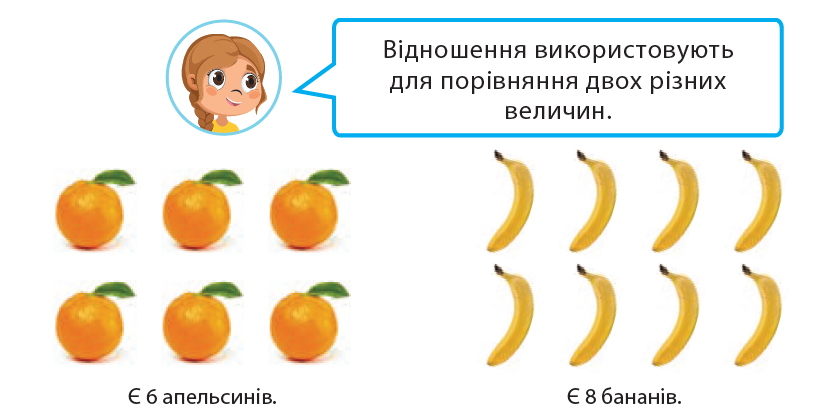 Відношення використовують
для порівняння двох різних
величин.
Є 6 апельсинів.
Є 8 бананів.